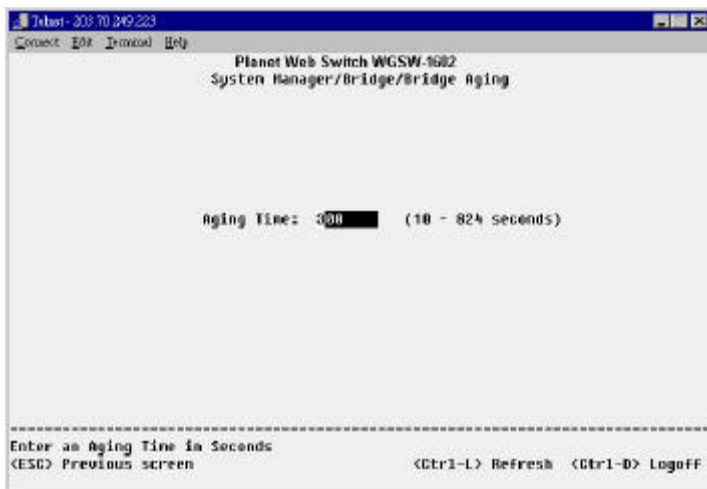 Telnet - 203.70.249.223
Connect Edit Terminal Help
Planet Web Switch WGSW-1602
System Manager/Bridge/Bridge Aging
Aging Time: 300 (10 - 824 seconds)
Enter an Aging Time in Seconds
<ESC> Previous screen <Ctrl-L> Refresh <Ctrl-D> Logoff